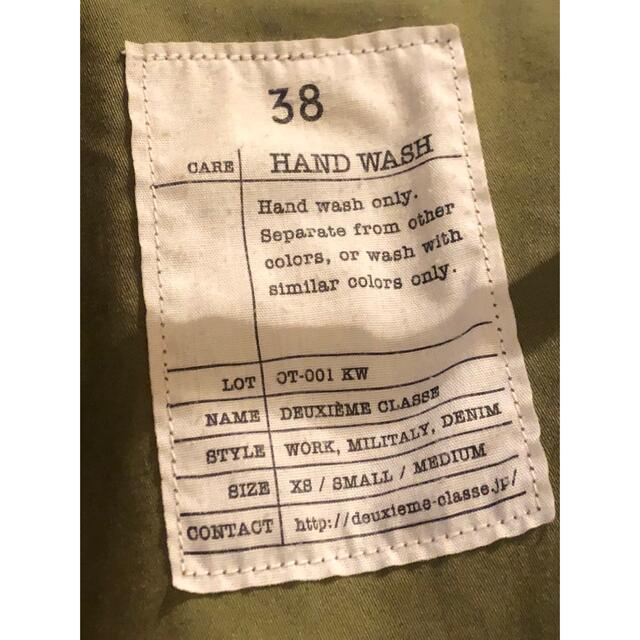 38
CARE HAND WASH
Hand wash only.
Separate from other
colors, or wash with
similar colors only.
LOT OT-001 KW
NAME DEUXIÈME CLASSE
STYLE WORK, MILITALY, DENIM
SIZE XS / SMALL / MEDIUM
CONTACT http://deuxieme-classe.jp/